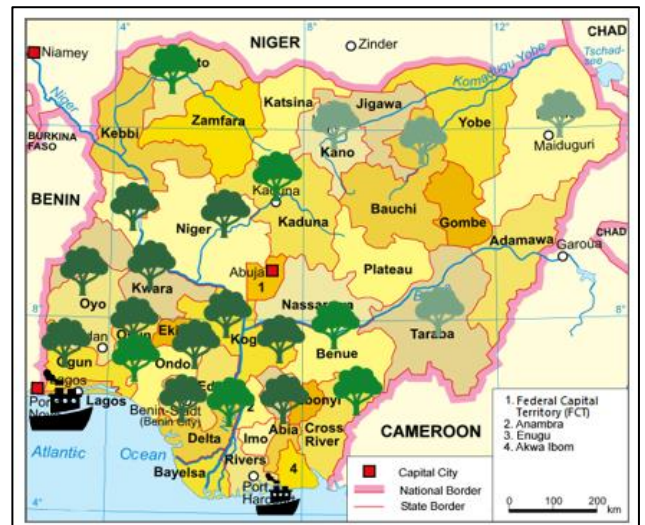 4°
8°
12°
CHAD
NIGER
Zinder
Niamey
Tschad-
see
Komadugu Yobe
Katsina
Jigawa
Niger
Zamfara
Yobe
Kebbi
BURKINA
FASO
Kano
Maiduguri
BENIN
Kaduna
Bauchi
Gombe
Niger
Kaduna
Adamawa
CHAD
Garoua
Abuja
1
Plateau
Kwara
Oyo
8°
8°
Taraba
Benue
Ogun
Ondo
Lagos
Lagos
Benin-Stadt
(Benin City)
2
Abia
Cross
River
Delta
Imo
CAMEROON
Atlantic
Ocean
Bayelsa
Rivers
4
Port
4°
1. Federal Capital
Territory (FCT)
2. Anambra
3. Enugu
4. Akwa Ibom
Capital City
National Border
State Border
0 100 200
km